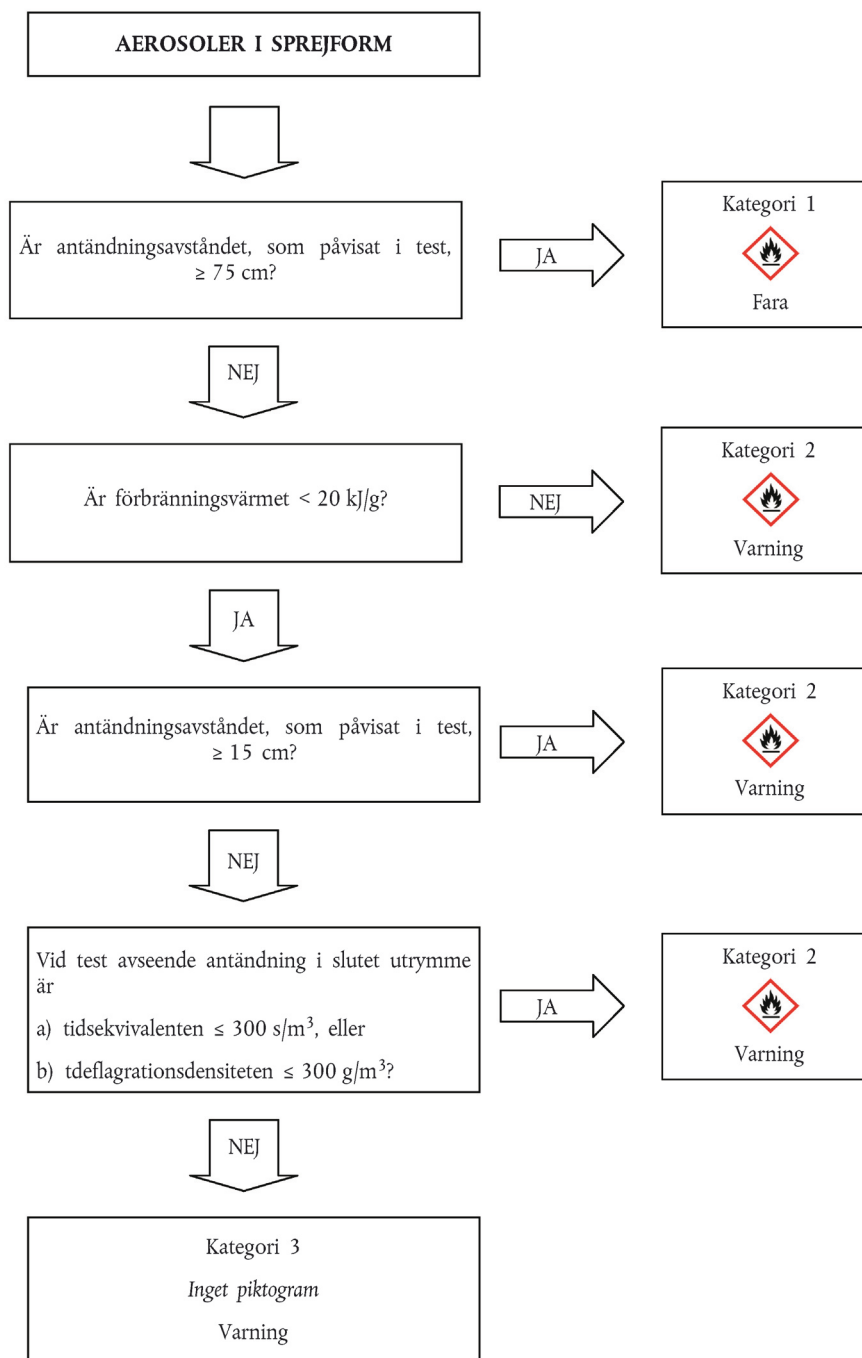 AEROSOLER I SPREJFORM
Är antändningsavståndet, som påvisat i test,
≥ 75 cm?
JA
Kategori 1
Fara
NEJ
Är förbränningsvärmet < 20 kJ/g?
NEJ
Kategori 2
Varning
JA
Är antändningsavståndet, som påvisat i test,
≥ 15 cm?
JA
Kategori 2
Varning
NEJ
Vid test avseende antändning i slutet utrymme
är
a) tidsekvivalenten ≤ 300 s/m³, eller
b) tdeflagrationsdensiteten ≤ 300 g/m³?
JA
Kategori 2
Varning
NEJ
Kategori 3
Inget piktogram
Varning